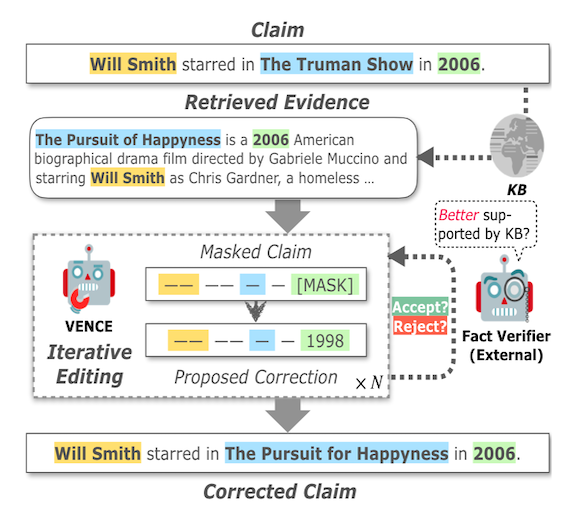 Claim
Will Smith starred in The Truman Show in 2006.
Retrieved Evidence
The Pursuit of Happyness is a 2006 American
biographical drama film directed by Gabriele Muccino and
starring Will Smith as Chris Gardner, a homeless ...
KB
Better sup-
ported by KB?
Masked Claim
—— —— — — [MASK]
VENCE
Iterative
Editing
—— —— — — 1998
Proposed Correction
× N
Accept?
Reject?
Fact Verifier
(External)
Will Smith starred in The Pursuit for Happyness in 2006.
Corrected Claim